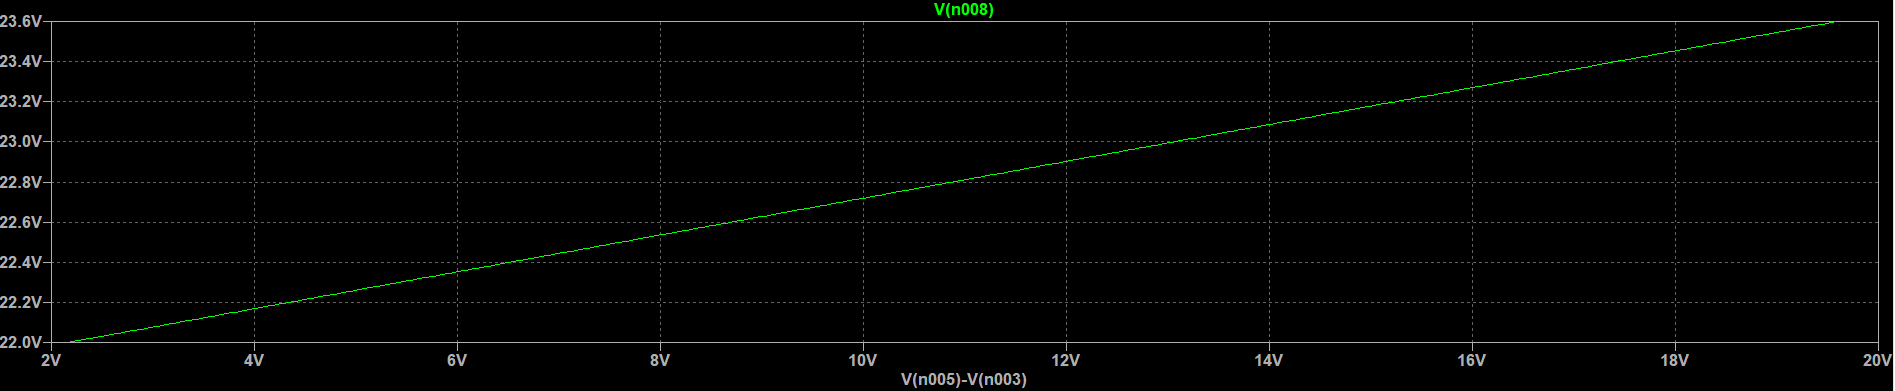 V(n008)
23.6V
23.4V
23.2V
23.0V
22.8V
22.6V
22.4V
22.2V
22.0V
2V 4V 6V 8V 10V 12V 14V 16V 18V 20V
V(n005)-V(n003)